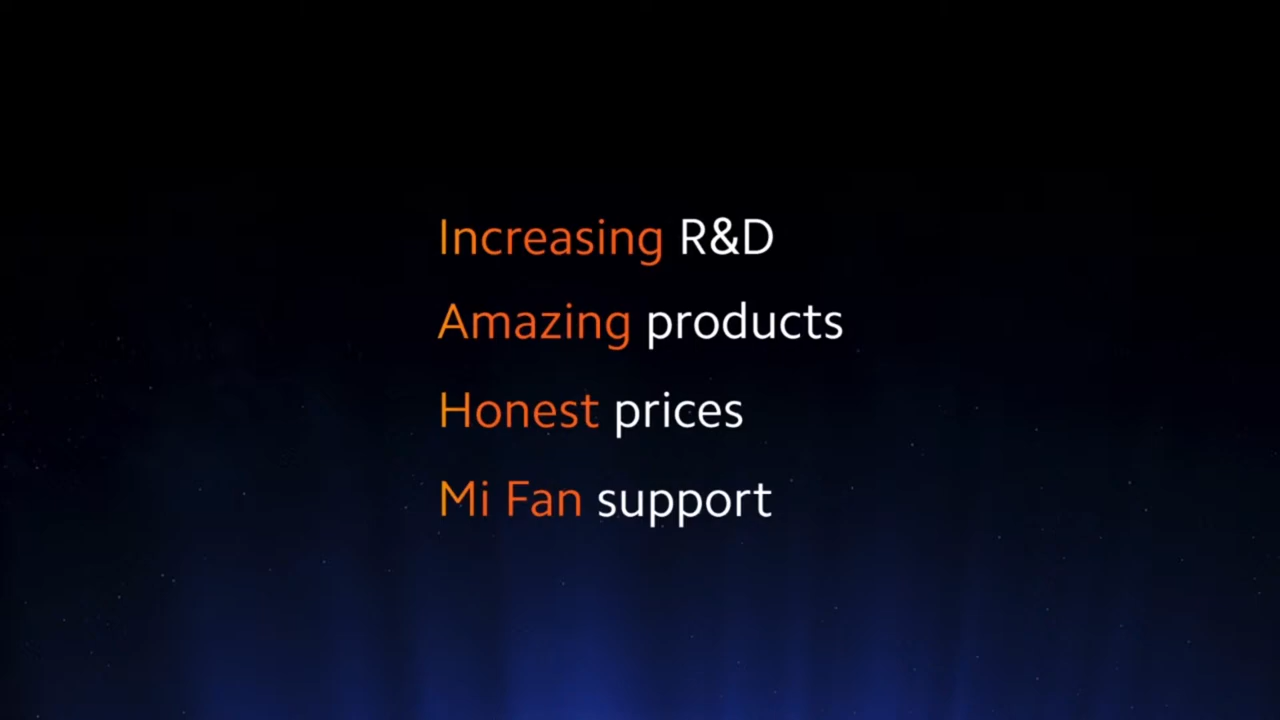 Increasing R&D
Amazing products
Honest prices
Mi Fan support